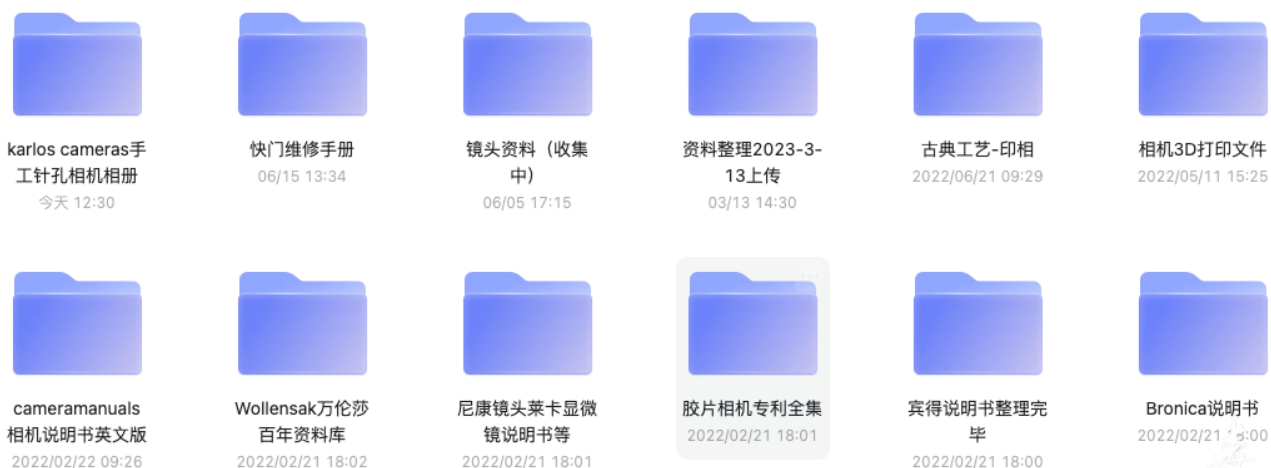 karlos cameras手
工针孔相机相册
今天 12:30
快门维修手册
06/15 13:34
镜头资料（收集
中）
06/05 17:15
资料整理2023-3-
13上传
03/13 14:30
古典工艺-印相
2022/06/21 09:29
相机3D打印文件
2022/05/11 15:25
cameramanuals
相机说明书英文版
2022/02/22 09:26
Wollensak万伦莎
百年资料库
2022/02/21 18:02
尼康镜头莱卡显微
镜说明书等
2022/02/21 18:01
胶片相机专利全集
2022/02/21 18:01
宾得说明书整理完
毕
2022/02/21 18:00
Bronica说明书
2022/02/21 18:00